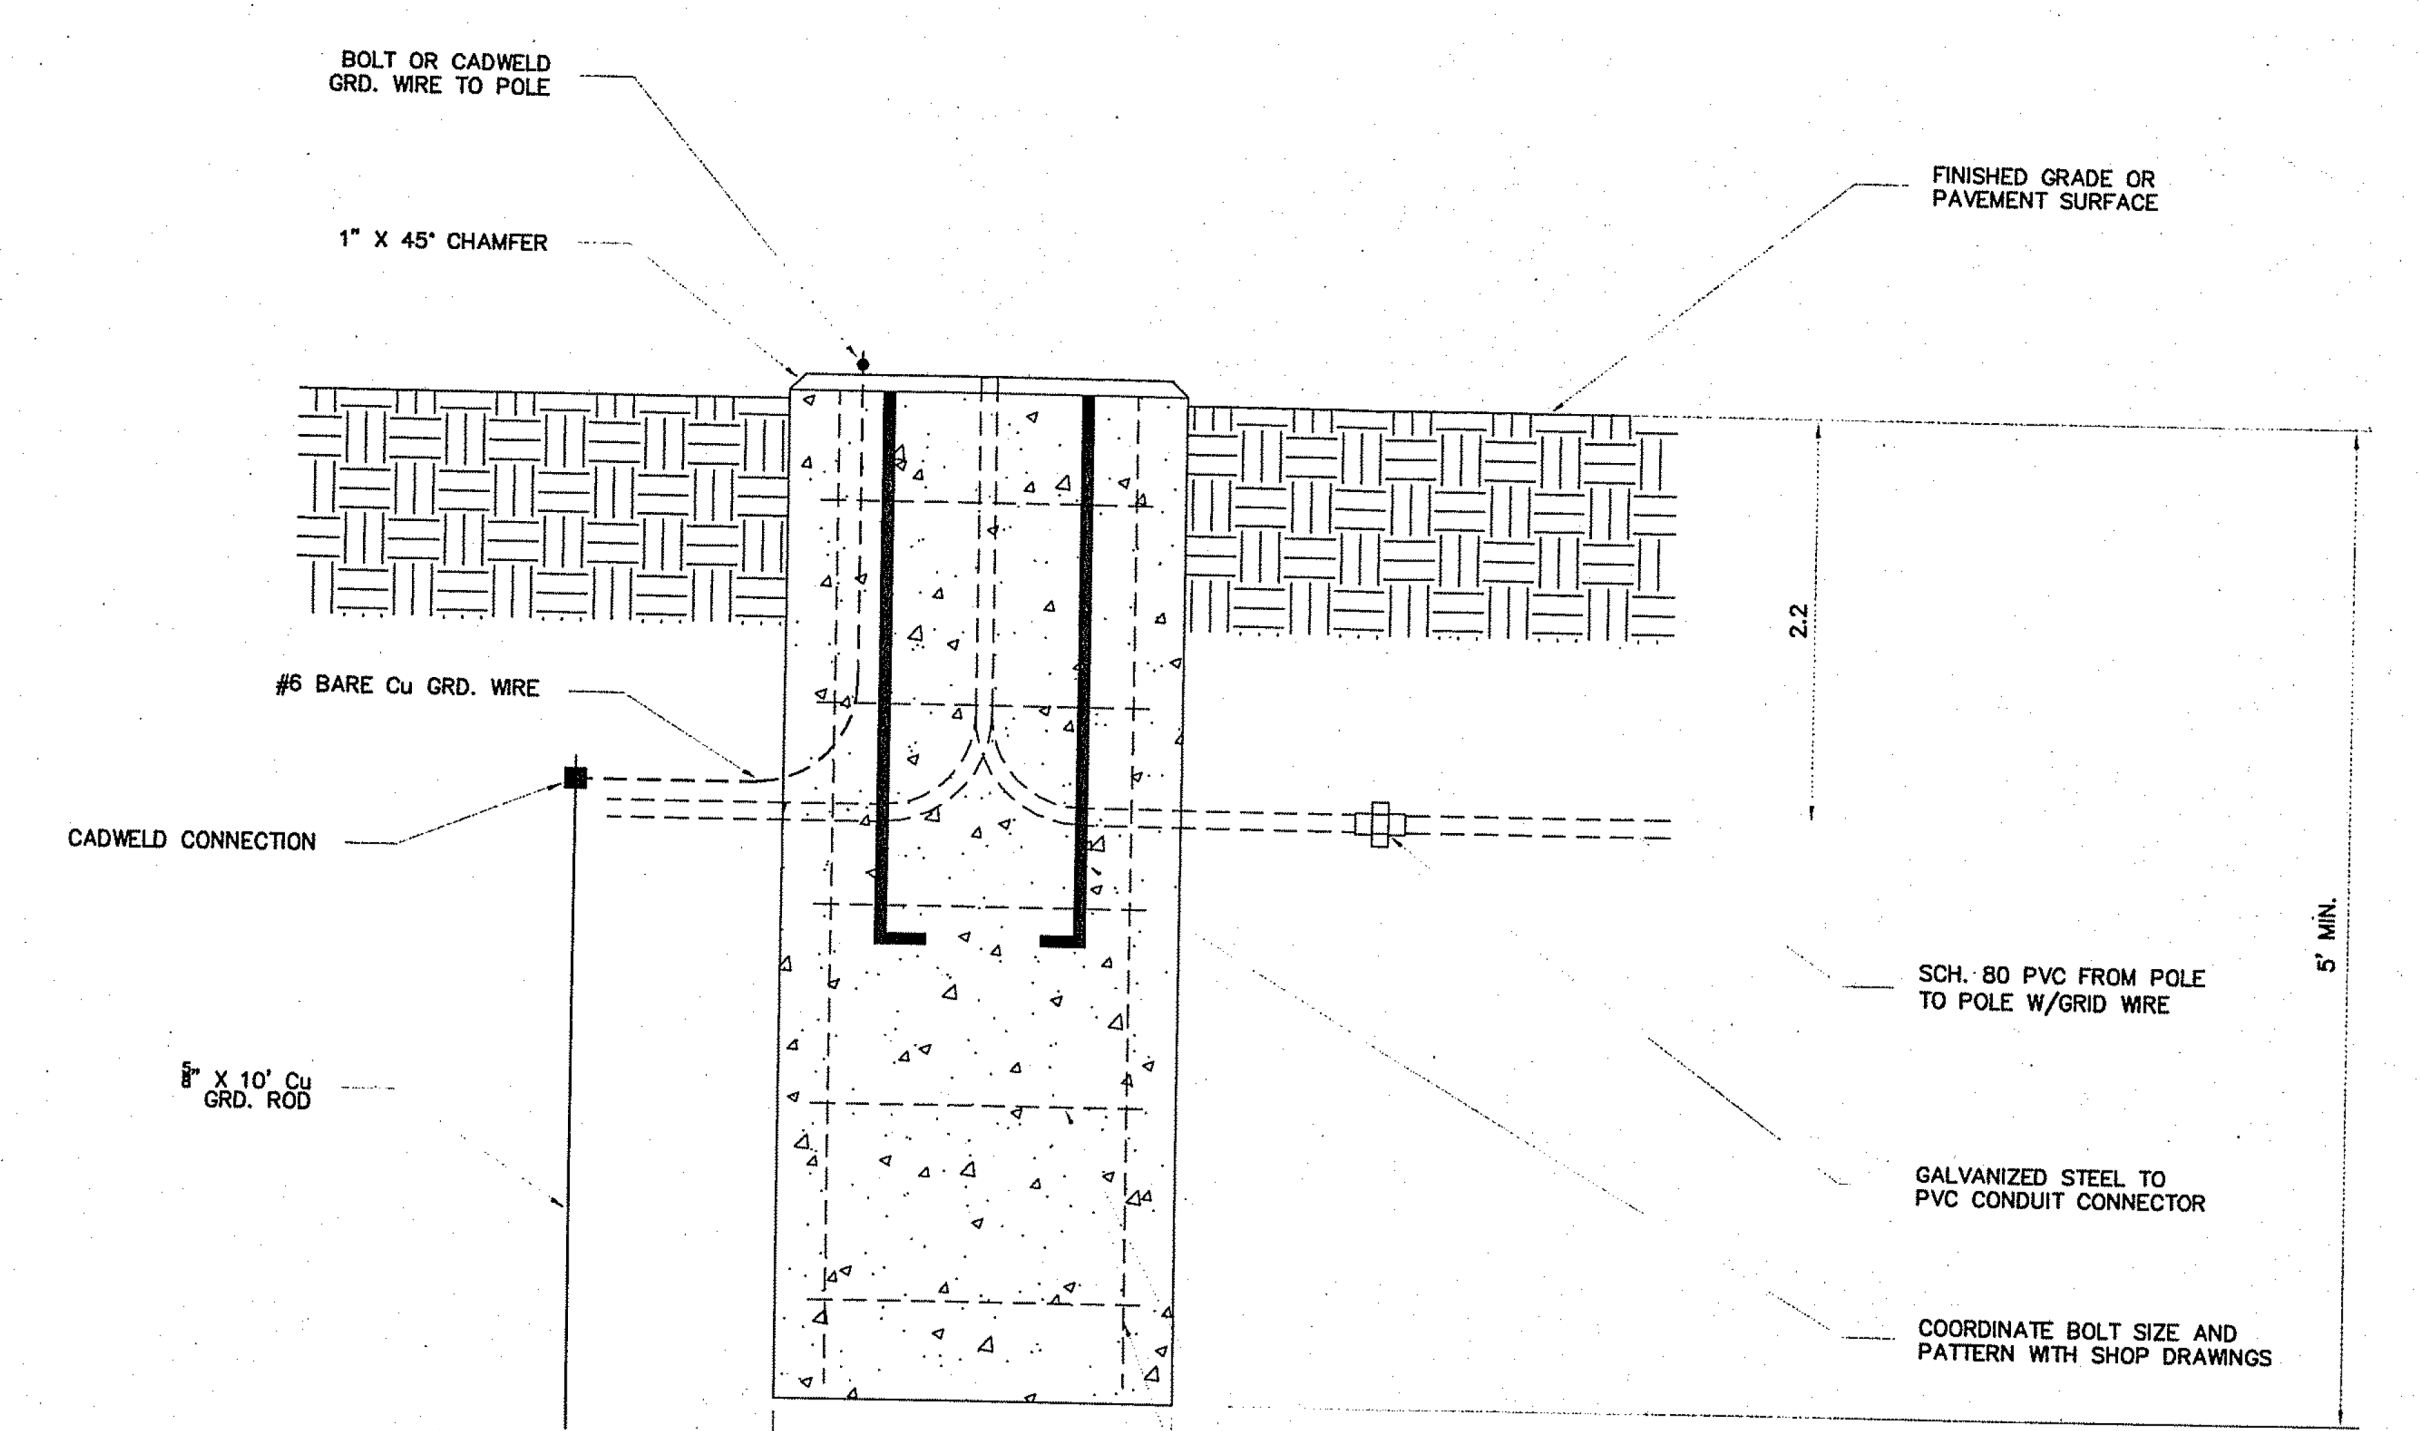 BOLT OR CADWELD
GRD. WIRE TO POLE
FINISHED GRADE OR
PAVEMENT SURFACE
1" X 45° CHAMFER
2.2
#6 BARE Cu GRD. WIRE
CADWELD CONNECTION
5' MIN.
SCH. 80 PVC FROM POLE
TO POLE W/GRID WIRE
5/8" X 10' Cu
GRD. ROD
GALVANIZED STEEL TO
PVC CONDUIT CONNECTOR
COORDINATE BOLT SIZE AND
PATTERN WITH SHOP DRAWINGS